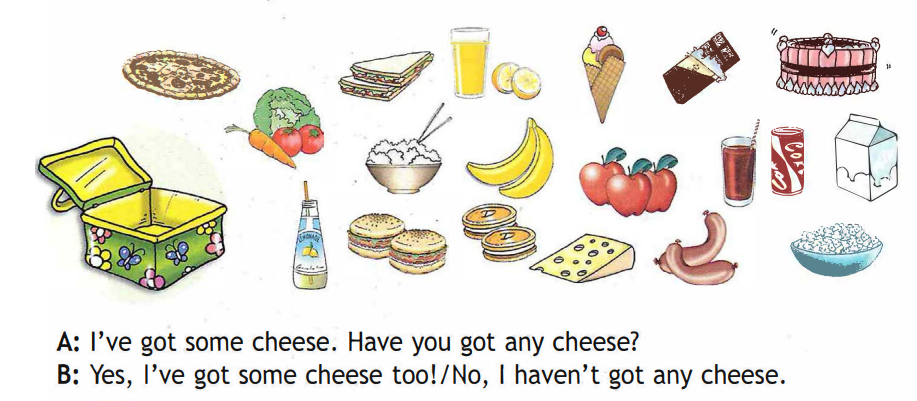 LEMONADE
A: I've got some cheese. Have you got any cheese?
B: Yes, I've got some cheese too!/No, I haven't got any cheese.